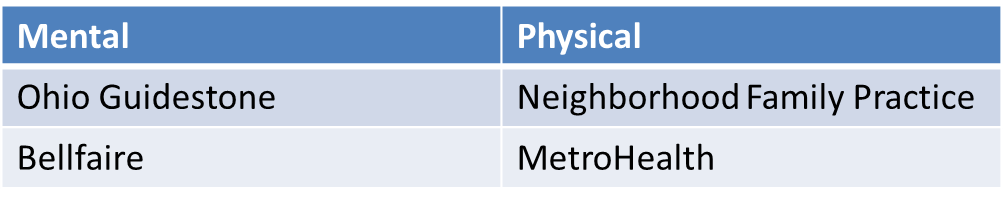 Mental Physical
Ohio Guidestone Neighborhood Family Practice
Bellfaire MetroHealth